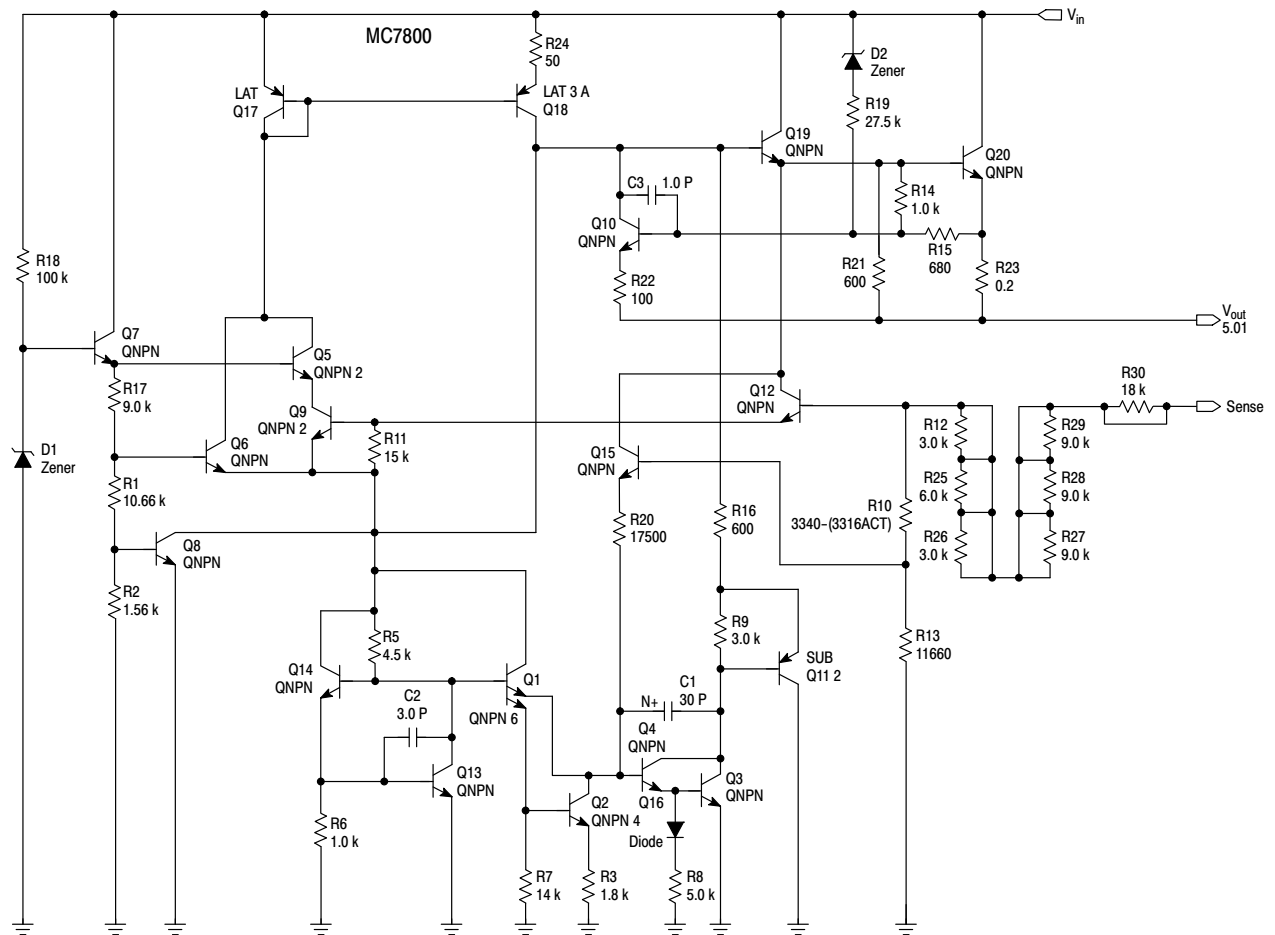 MC7800
Vin
R24
50
D2
Zener
LAT
Q17
LAT 3 A
Q18
R19
27.5 k
Q19
QNPN
Q20
QNPN
C3
1.0 P
R14
1.0 k
Q10
QNPN
R15
680
R18
100 k
R21
600
R23
0.2
R22
100
Vout
5.01
Q7
QNPN
Q5
QNPN 2
R30
18 k
R17
9.0 k
Q12
QNPN
Sense
Q9
QNPN 2
R12
3.0 k
R29
9.0 k
D1
Zener
Q6
QNPN
R11
15 k
Q15
QNPN
R1
10.66 k
R25
6.0 k
R28
9.0 k
R20
17500
R16
600
R10
3340-(3316ACT)
Q8
QNPN
R26
3.0 k
R27
9.0 k
R2
1.56 k
R9
3.0 k
R5
4.5 k
R13
11660
SUB
Q11 2
Q14
QNPN
Q1
QNPN 6
C2
3.0 P
N+
C1
30 P
Q4
QNPN
Q13
QNPN
Q2
QNPN 4
Q16
Q3
QNPN
R6
1.0 k
Diode
R7
14 k
R3
1.8 k
R8
5.0 k